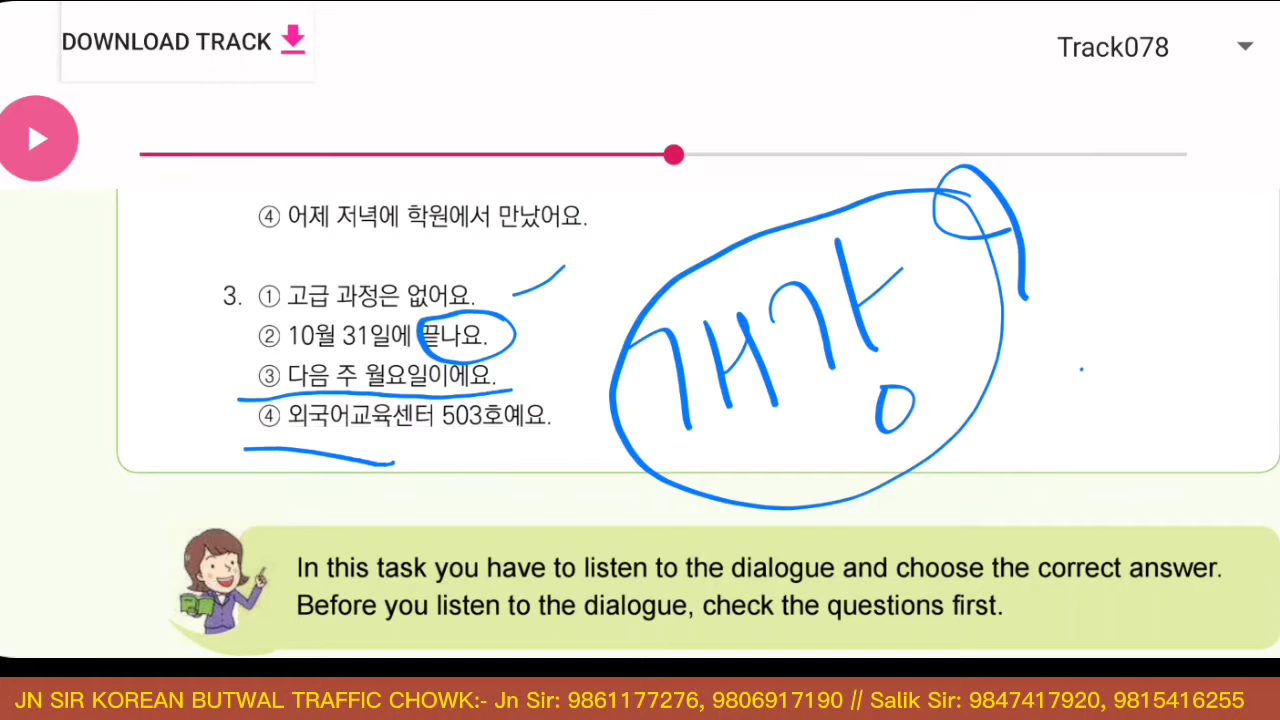 DOWNLOAD TRACK
Track078
④ 어제 저녁에 학원에서 만났어요.
3. ① 고급 과정은 없어요.
② 10월 31일에 끝나요.
③ 다음 주 월요일이에요.
④ 외국어교육센터 503호예요.
개강
In this task you have to listen to the dialogue and choose the correct answer.
Before you listen to the dialogue, check the questions first.
JN SIR KOREAN BUTWAL TRAFFIC CHOWK:- Jn Sir: 9861177276, 9806917190 // Salik Sir: 9847417920, 9815416255